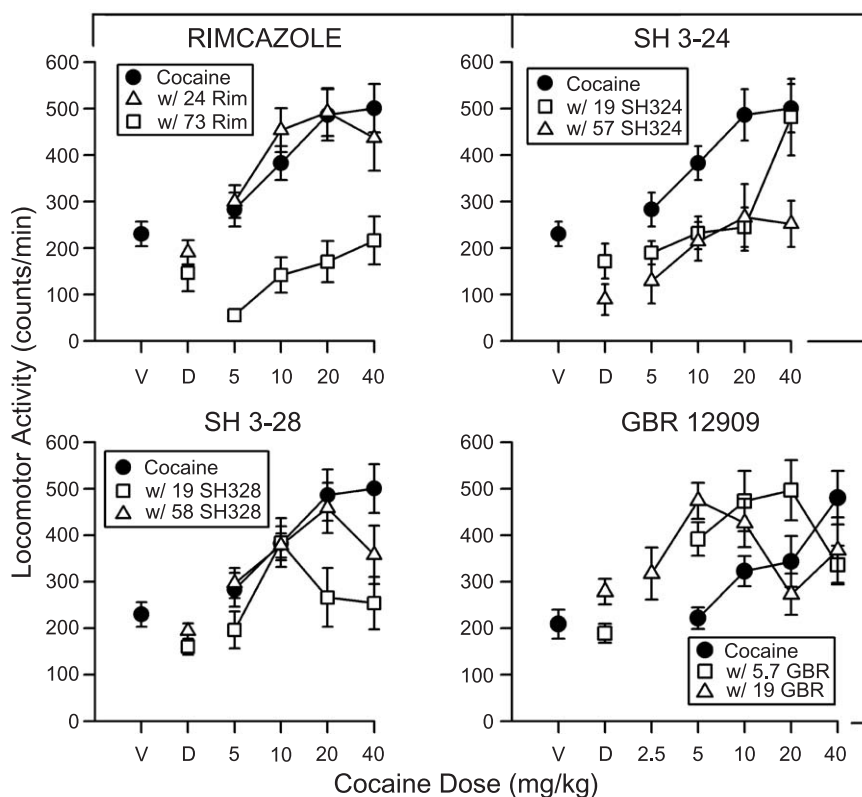 RIMCAZOLE
600
500
400
300
200
100
0
Cocaine
w/ 24 Rim
w/ 73 Rim
V D 5 10 20 40
SH 3-24
600
500
400
300
200
100
0
Cocaine
w/ 19 SH324
w/ 57 SH324
V D 5 10 20 40
Locomotor Activity (counts/min)
SH 3-28
600
500
400
300
200
100
0
Cocaine
w/ 19 SH328
w/ 58 SH328
V D 5 10 20 40
GBR 12909
600
500
400
300
200
100
0
Cocaine
w/ 5.7 GBR
w/ 19 GBR
V D 2.5 5 10 20 40
Cocaine Dose (mg/kg)